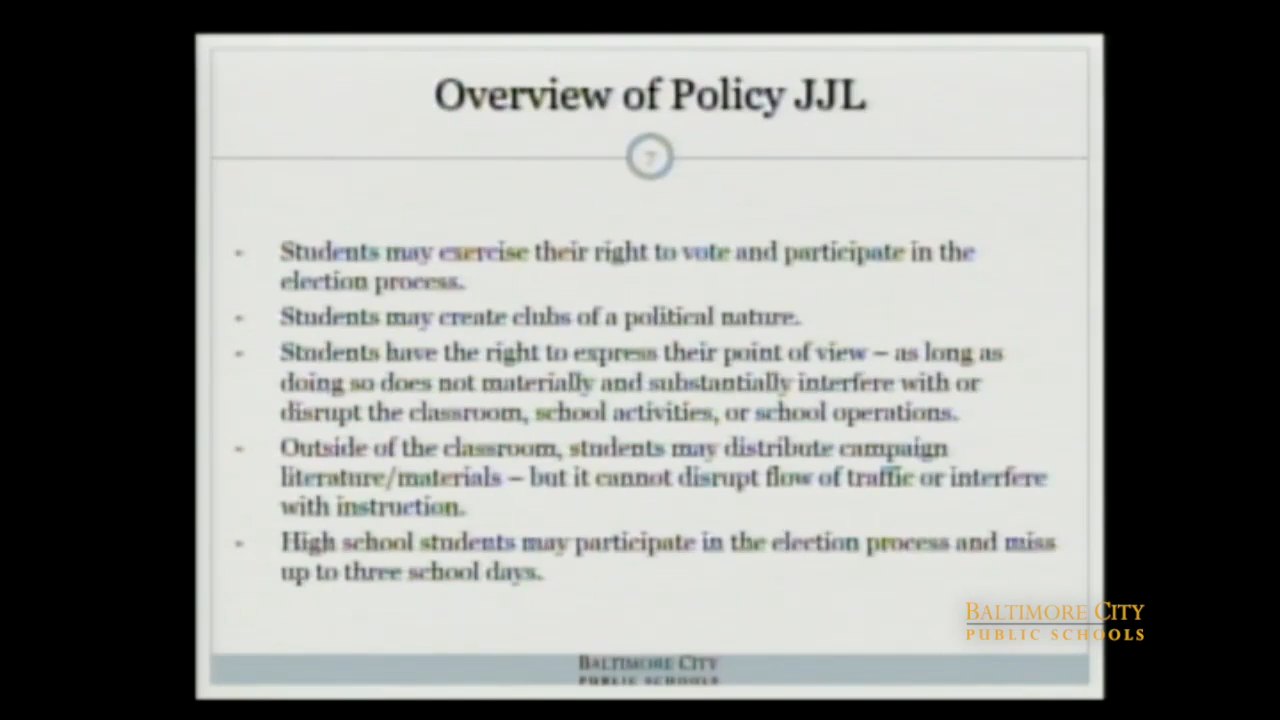 Overview of Policy JJL
7
- Students may exercise their right to vote and participate in the
election process.
- Students may create clubs of a political nature.
- Students have the right to express their point of view – as long as
doing so does not materially and substantially interfere with or
disrupt the classroom, school activities, or school operations.
- Outside of the classroom, students may distribute campaign
literature/materials – but it cannot disrupt flow of traffic or interfere
with instruction.
- High school students may participate in the election process and miss
up to three school days.
BALTIMORE CITY
PUBLIC SCHOOLS
BALTIMORE CITY
PUBLIC SCHOOLS